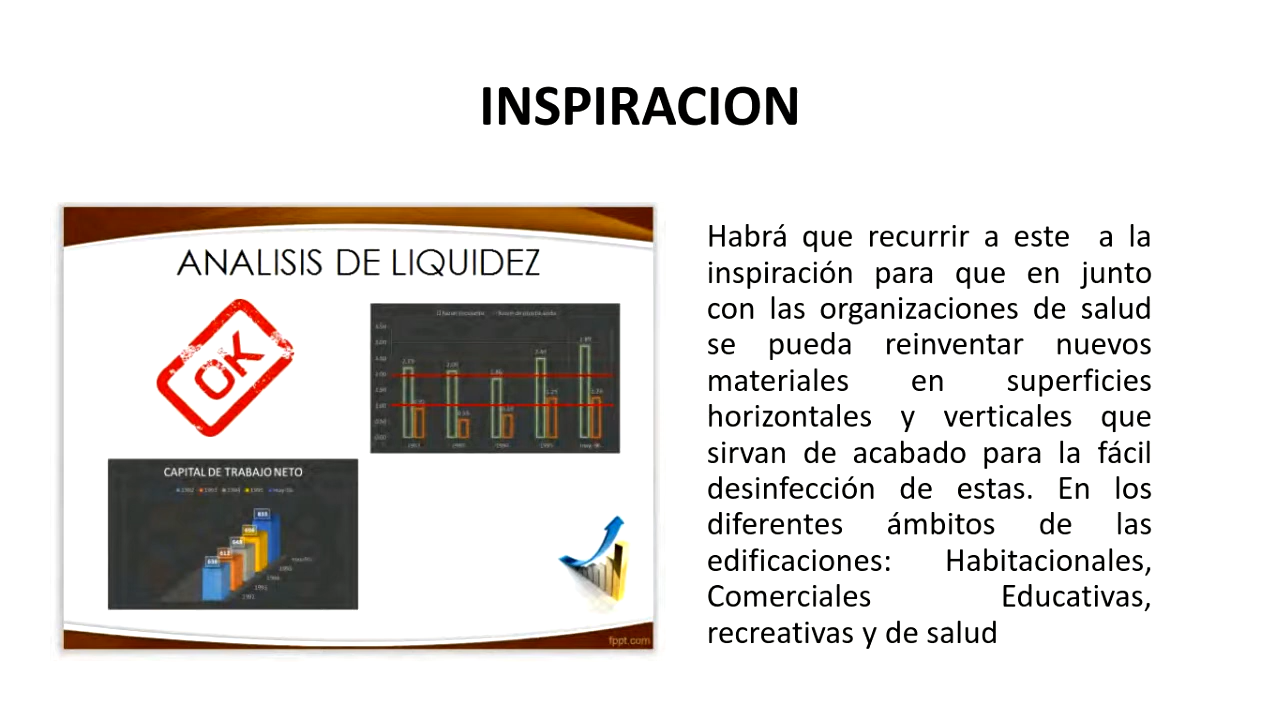 INSPIRACION
ANALISIS DE LIQUIDEZ
OK
CAPITAL DE TRABAJO NETO
fppt.com
Habrá que recurrir a este a la
inspiración para que en junto
con las organizaciones de salud
se pueda reinventar nuevos
materiales en superficies
horizontales y verticales que
sirvan de acabado para la fácil
desinfección de estas. En los
diferentes ámbitos de las
edificaciones: Habitacionales,
Comerciales Educativas,
recreativas y de salud